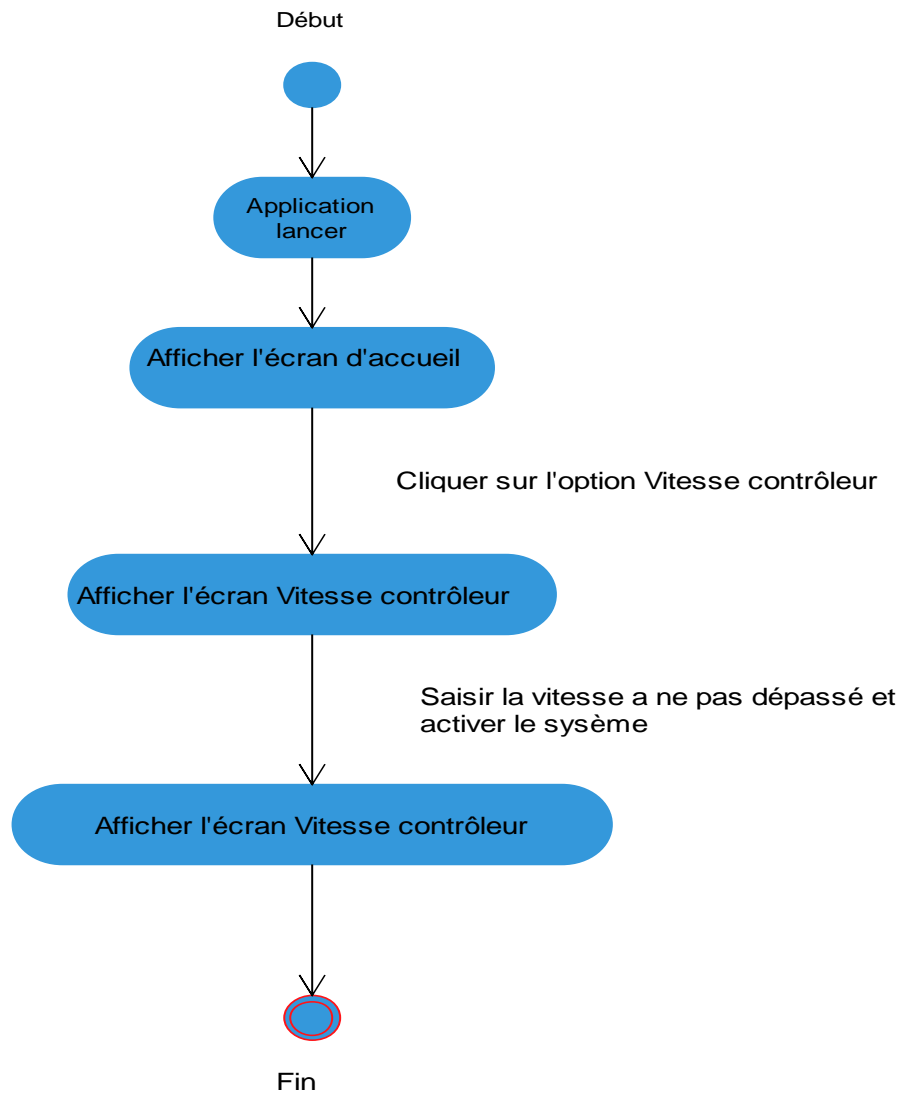 Début
Application
lancer
Afficher l'écran d'accueil
Cliquer sur l'option Vitesse contrôleur
Afficher l'écran Vitesse contrôleur
Saisir la vitesse a ne pas dépassé et
activer le sysème
Afficher l'écran Vitesse contrôleur
Fin